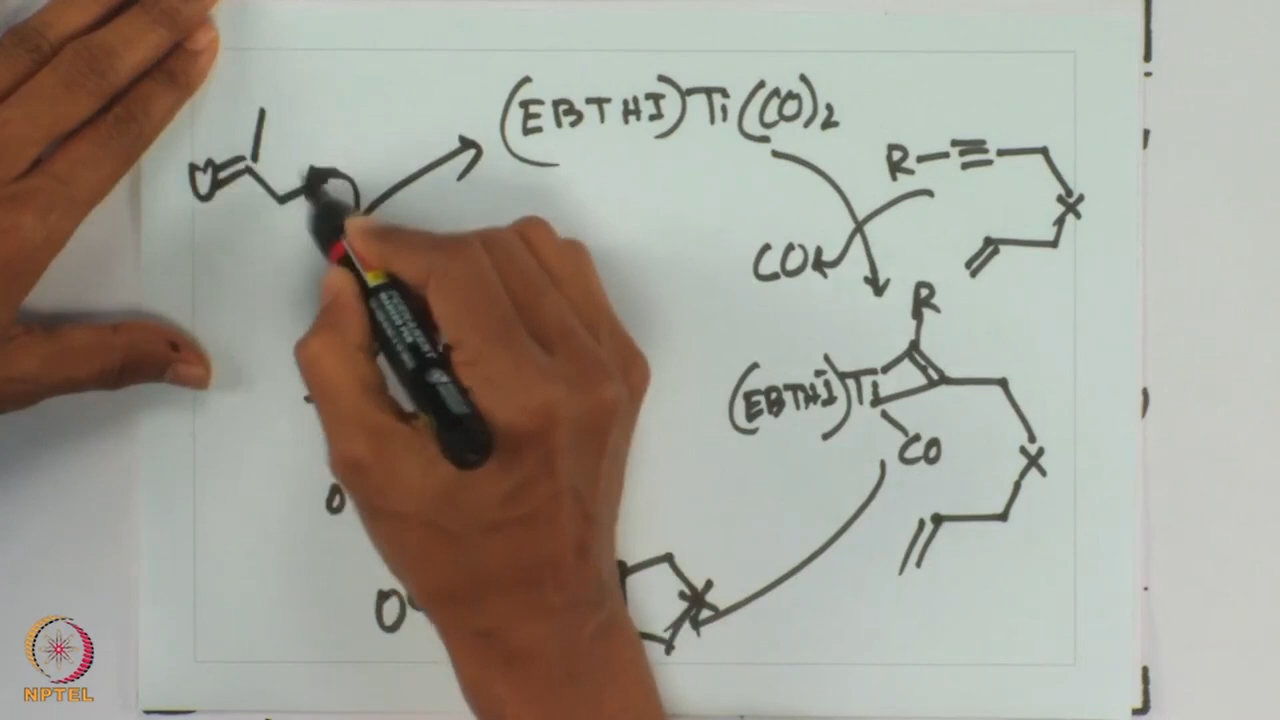 (EBTHI)Ti(CO)2
R
X
O
CO
R
(EBTHI)Ti
CO
X
O
O
X
NPTEL